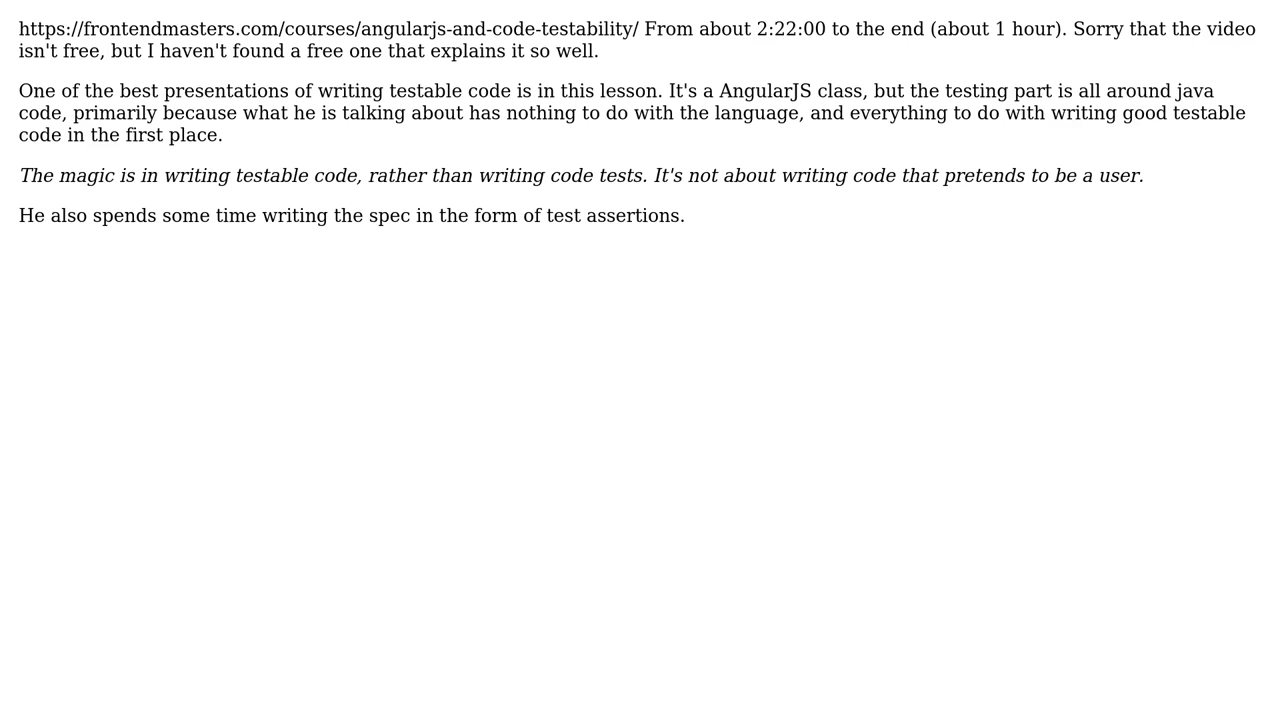 https://frontendmasters.com/courses/angularjs-and-code-testability/ From about 2:22:00 to the end (about 1 hour). Sorry that the video
isn't free, but I haven't found a free one that explains it so well.
One of the best presentations of writing testable code is in this lesson. It's a AngularJS class, but the testing part is all around java
code, primarily because what he is talking about has nothing to do with the language, and everything to do with writing good testable
code in the first place.
The magic is in writing testable code, rather than writing code tests. It's not about writing code that pretends to be a user.
He also spends some time writing the spec in the form of test assertions.